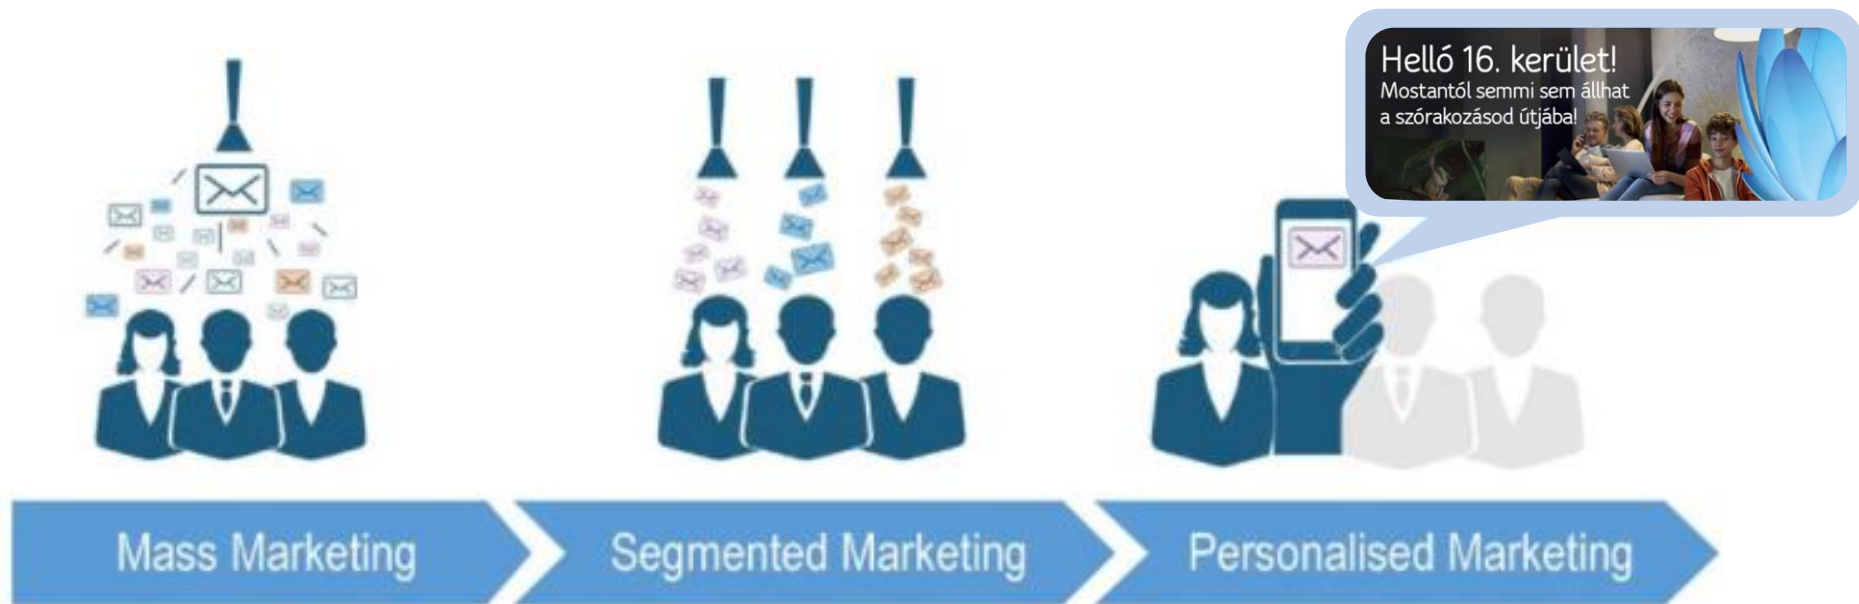 Helló 16. kerület!
Mostantól semmi sem állhat
a szórakozásod útjába!
Mass Marketing
Segmented Marketing
Personalised Marketing